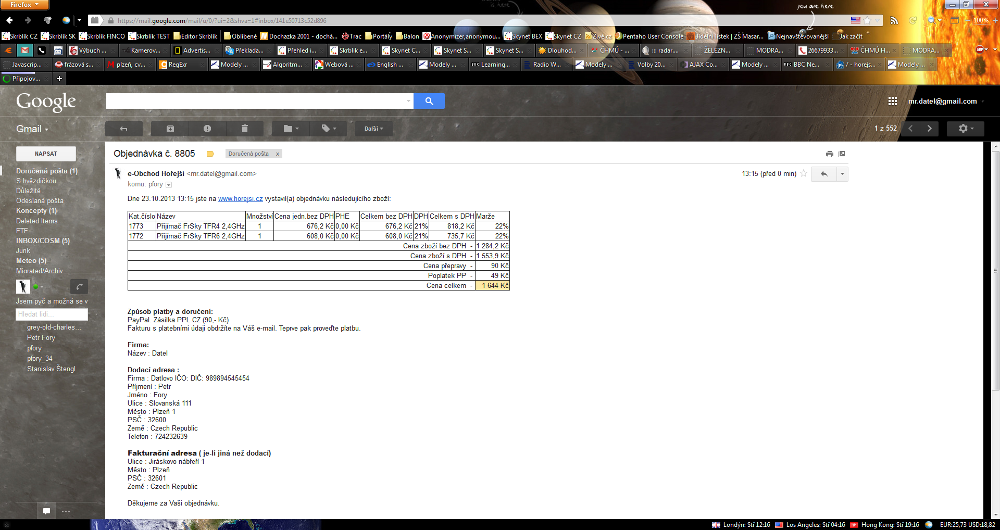 Firefox
is here
you are here
https://mail.google.com/mail/u/0/?ui=2&shva=1#inbox/141e50713c52d896
100%
Skrblík CZ Skrblík SK Skrblík FINCO Skrblík TEST Editor Skrblík Oblíbené Dochazka 2001 - dochá... Trac Portály Balon Anonymizer,anonymou... Skynet BEX Skynet CZ Živě.cz Pentaho User Console Jídelní lístek | ZŠ Masar... Nejnavštěvovanější Jak začít
Výbuch ... Kamerov... Advertis... Překlada... Přehled i... Skrblík e... Skynet C... Skynet S... Skynet S... Dlouhod... ČHMÚ - ... ::: radar.... ŽELEZN... MODRA... 26679933... ČHMÚ H... MODRA... ABP
Javascrip... frázová s... plzeň, cv... RegExr Modely ... Algoritm... Webová ... English ... Modely ... BBC Learning... Radio W... Modely ... Volby 20... AJAX Co... Modely ... BBC BBC Ne... / - horejs... Modely ...
Připojov...
Google
mr.datel@gmail.com
Gmail
Další
1 z 552
NAPSAT
Doručená pošta (1)
S hvězdičkou
Důležité
Odeslaná pošta
Koncepty (1)
Deleted Items
FTF
INBOX/COSM (5)
Junk
Meteo (5)
Migrated/Archiv
Jsem pyč a možná se v
Hledat lidi...
grey-old-charles...
Petr Fory
pfory
pfory_34
Stanislav Štengl
Objednávka č. 8805 Doručená pošta x
e-Obchod Hořejší <mr.datel@gmail.com> 13:15 (před 0 min)
komu: pfory
Dne 23.10.2013 13:15 jste na www.horejsi.cz vystavil(a) objednávku následujícího zboží:
Kat.číslo Název Množství Cena jedn.bez DPH PHE Celkem bez DPH DPH Celkem s DPH Marže
1773 Přijímač FrSky TFR4 2,4GHz 1 676,2 Kč 0,00 Kč 676,2 Kč 21% 818,2 Kč 22%
1772 Přijímač FrSky TFR6 2,4GHz 1 608,0 Kč 0,00 Kč 608,0 Kč 21% 735,7 Kč 22%
Cena zboží bez DPH - 1 284,2 Kč
Cena zboží s DPH - 1 553,9 Kč
Cena přepravy - 90 Kč
Poplatek PP - 49 Kč
Cena celkem - 1 644 Kč
Způsob platby a doručení:
PayPal. Zásilka PPL CZ (90,- Kč)
Fakturu s platebními údaji obdržíte na Váš e-mail. Teprve pak proveďte platbu.
Firma:
Název : Datel
Dodací adresa :
Firma : Datlovo IČO: DIČ: 989894545454
Příjmení : Petr
Jméno : Fory
Ulice : Slovanská 111
Město : Plzeň 1
PSČ : 32600
Země : Czech Republic
Telefon : 724232639
Fakturační adresa ( je-li jiná než dodací)
Ulice : Jiráskovo nábřeří 1
Město : Plzeň
PSČ : 32601
Země : Czech Republic
Děkujeme za Vaši objednávku.
Londýn: Stř 12:16 Los Angeles: Stř 04:16 Hong Kong: Stř 19:16 EUR:25,73 USD:18,82